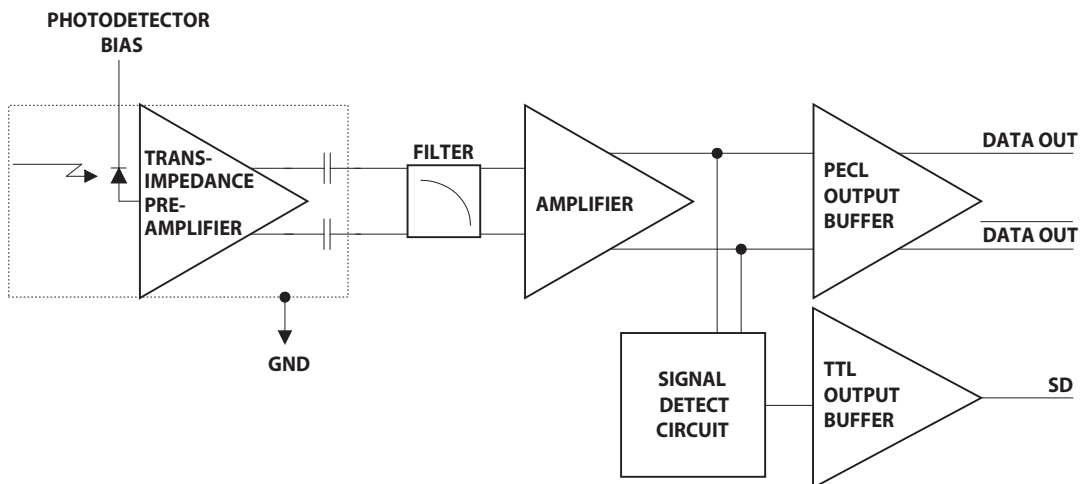 PHOTODETECTOR
BIAS
TRANS-
IMPEDANCE
PRE-
AMPLIFIER
FILTER
AMPLIFIER
PECL
OUTPUT
BUFFER
DATA OUT
DATA OUT
GND
SIGNAL
DETECT
CIRCUIT
TTL
OUTPUT
BUFFER
SD